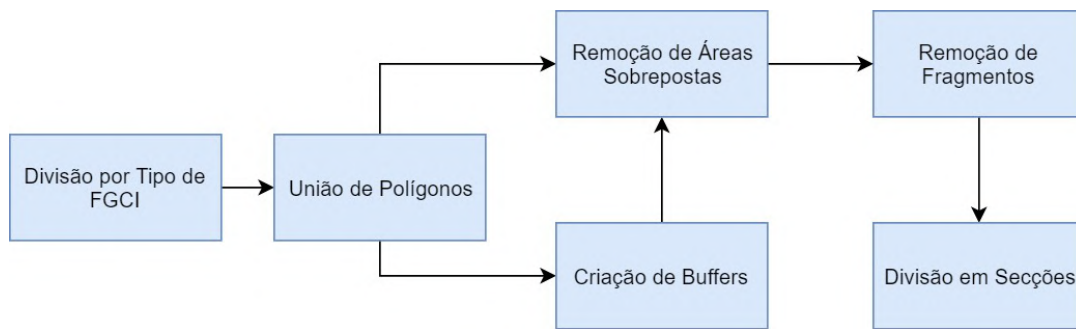 Divisão por Tipo de
FGCI
União de Polígonos
Remoção de Áreas
Sobrepostas
Criação de Buffers
Remoção de
Fragmentos
Divisão em Secções